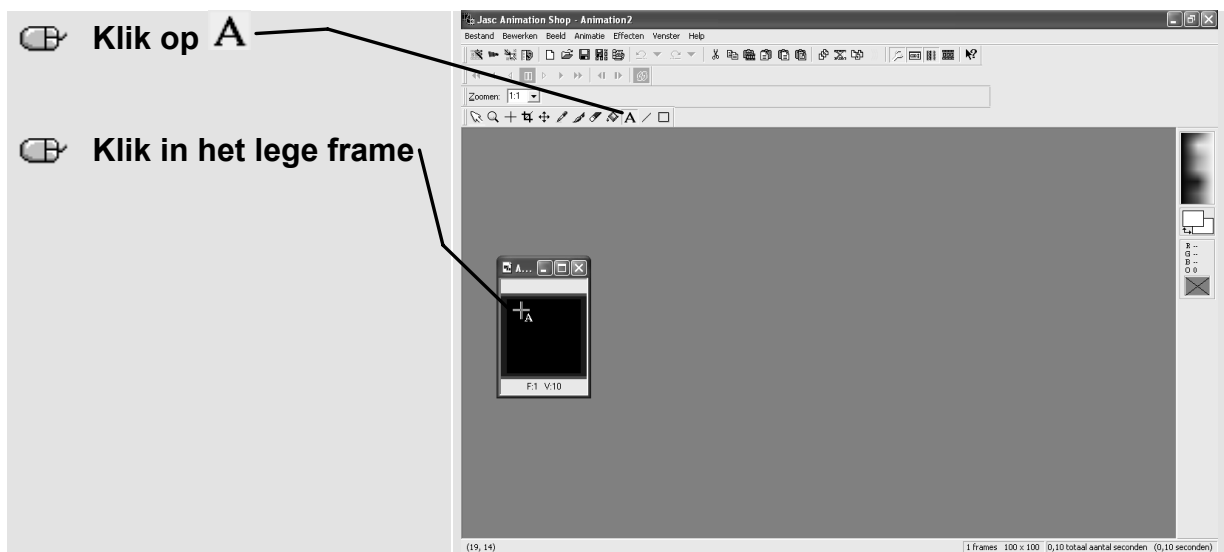 Klik op A
Klik in het lege frame
Jasc Animation Shop - Animation2
Bestand Bewerken Beeld Animatie Effecten Venster Help
Zoomen: 1:1
A
A...
A
F:1 V:10
R --
G --
B --
O 0
(19, 14)
1 frames 100 x 100 0,10 totaal aantal seconden (0,10 seconden)